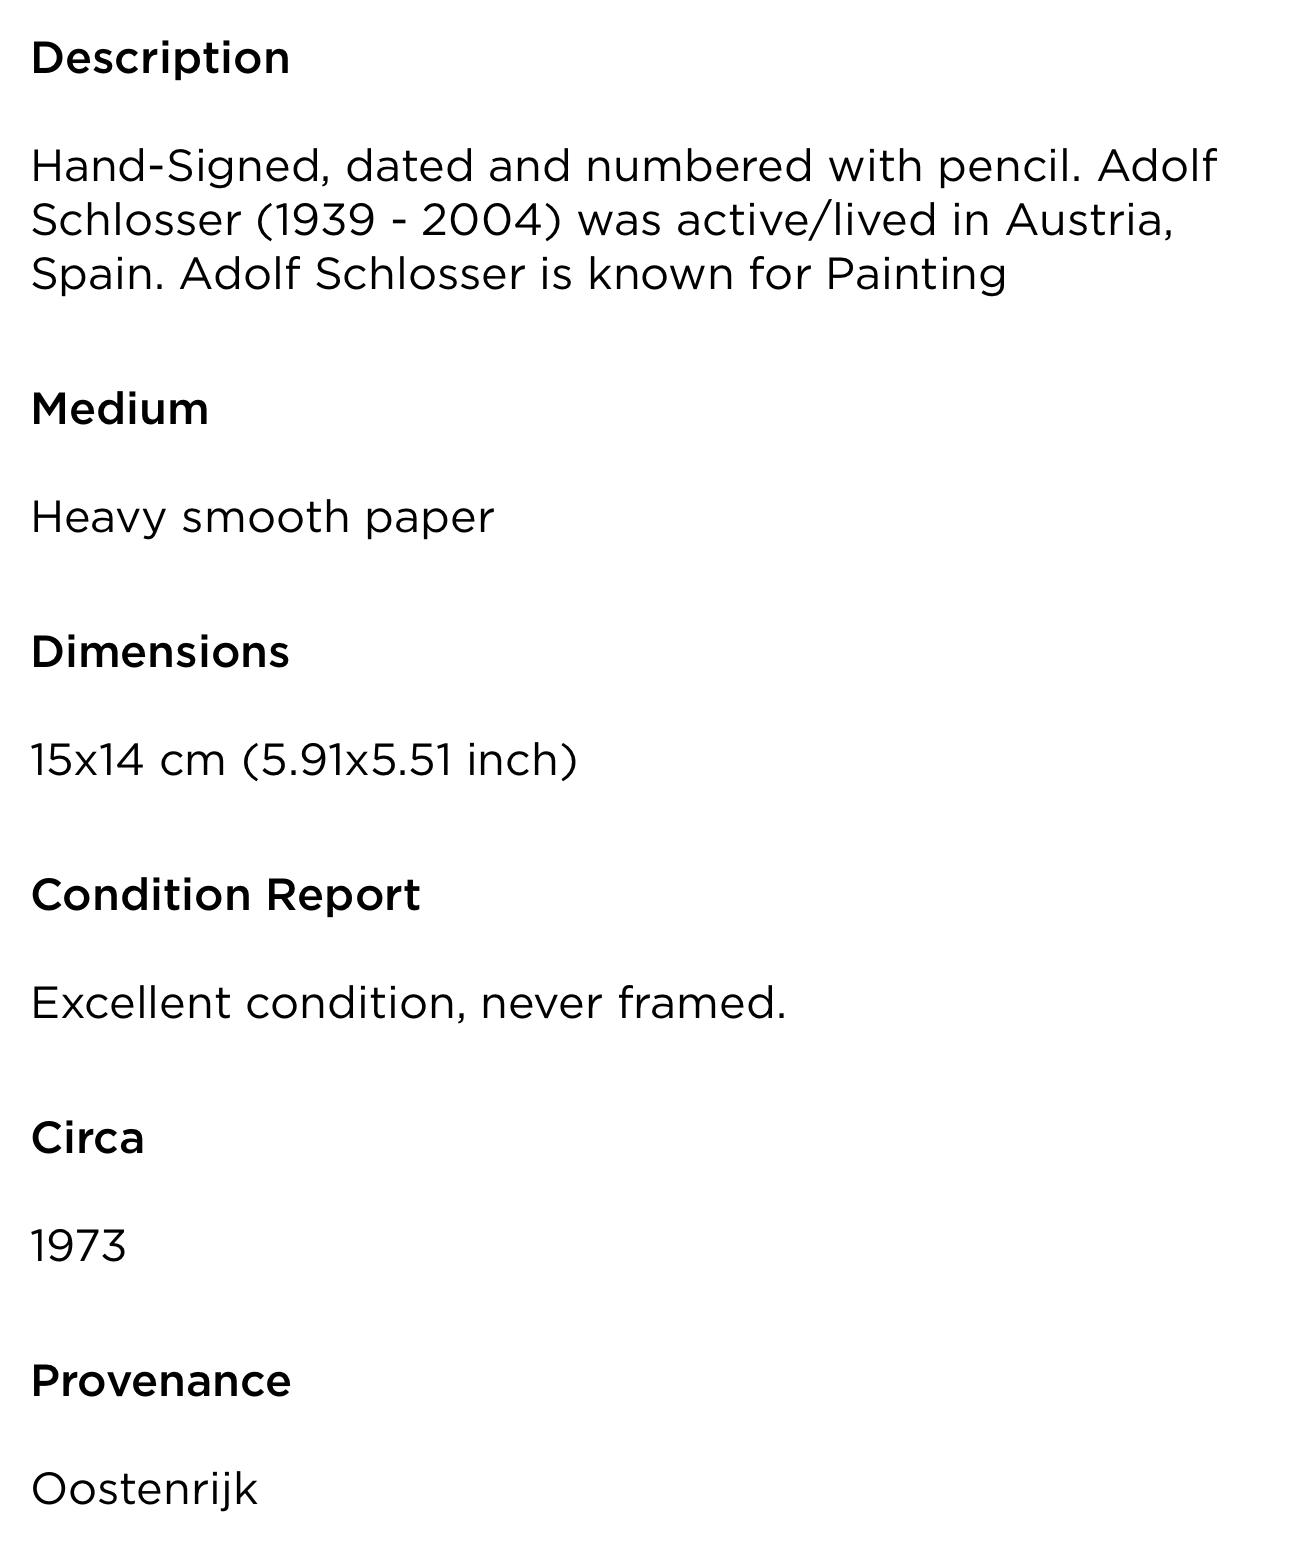 Description
Hand-Signed, dated and numbered with pencil. Adolf
Schlosser (1939 - 2004) was active/lived in Austria,
Spain. Adolf Schlosser is known for Painting
Medium
Heavy smooth paper
Dimensions
15x14 cm (5.91x5.51 inch)
Condition Report
Excellent condition, never framed.
Circa
1973
Provenance
Oostenrijk